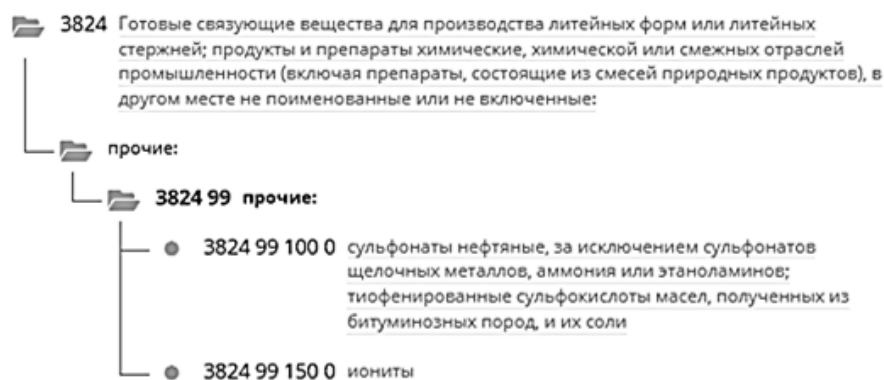 3824 Готовые связующие вещества для производства литейных форм или литейных
стержней; продукты и препараты химические, химической или смежных отраслей
промышленности (включая препараты, состоящие из смесей природных продуктов), в
другом месте не поименованные или не включенные:
прочие:
3824 99 прочие:
3824 99 100 0 сульфонаты нефтяные, за исключением сульфонатов
щелочных металлов, аммония или этаноламинов;
тиофенированные сульфокислоты масел, полученных из
битуминозных пород, и их соли
3824 99 150 0 иониты